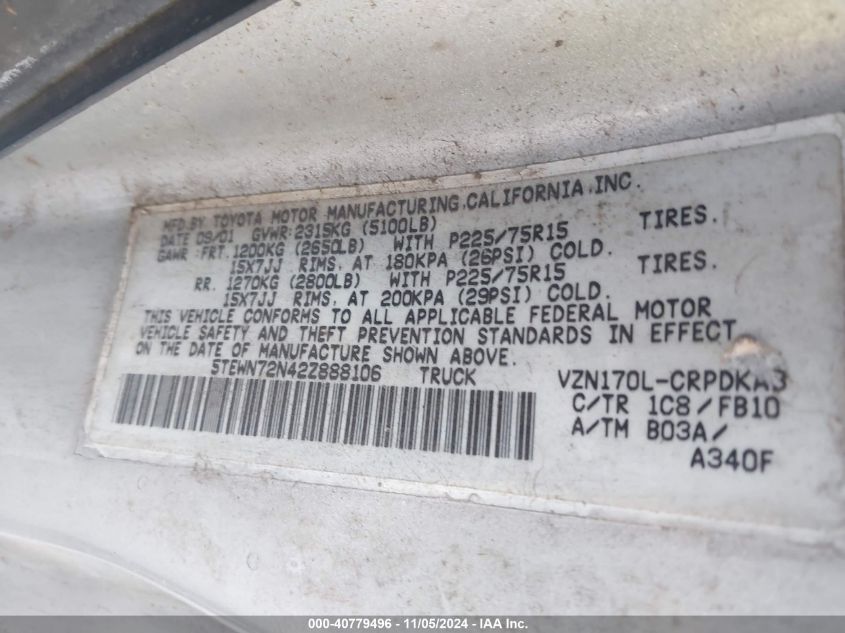 MFD.BY TOYOTA MOTOR MANUFACTURING,CALIFORNIA,INC.
DATE 09/01 GVWR:2315KG (5100LB)
GAWR :FRT. 1200KG (2650LB) WITH P225/75R15 TIRES.
15X7JJ RIMS, AT 180KPA (26PSI) COLD.
RR. 1270KG (2800LB) WITH P225/75R15 TIRES.
15X7JJ RIMS, AT 200KPA (29PSI) COLD.
THIS VEHICLE CONFORMS TO ALL APPLICABLE FEDERAL MOTOR
VEHICLE SAFETY AND THEFT PREVENTION STANDARDS IN EFFECT
ON THE DATE OF MANUFACTURE SHOWN ABOVE.
5TEWN72N42Z888106 TRUCK VZN170L-CRPDKA3
C/TR 1C8/FB10
A/TM B03A/
A340F
000-40779496 - 11/05/2024 - IAA Inc.